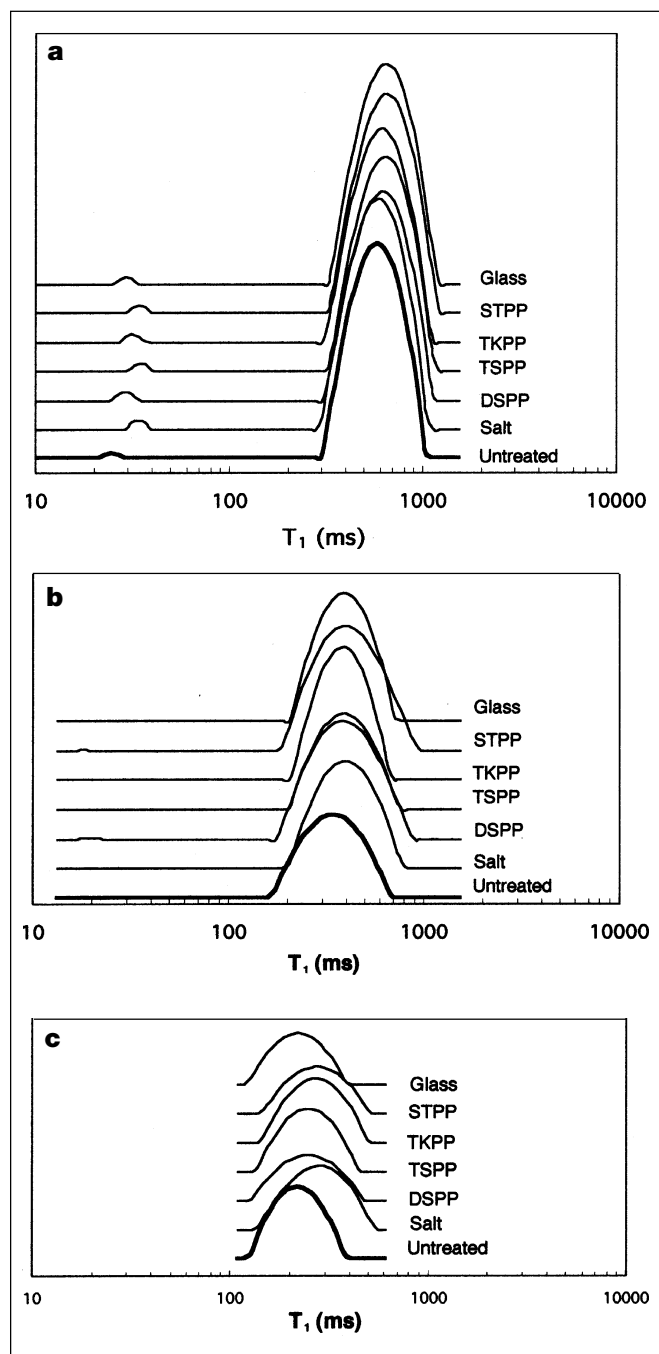 a
Glass
STPP
TKPP
TSPP
DSPP
Salt
Untreated
10 100 1000 10000
T₁ (ms)
b
Glass
STPP
TKPP
TSPP
DSPP
Salt
Untreated
10 100 1000 10000
T₁ (ms)
c
Glass
STPP
TKPP
TSPP
DSPP
Salt
Untreated
10 100 1000 10000
T₁ (ms)